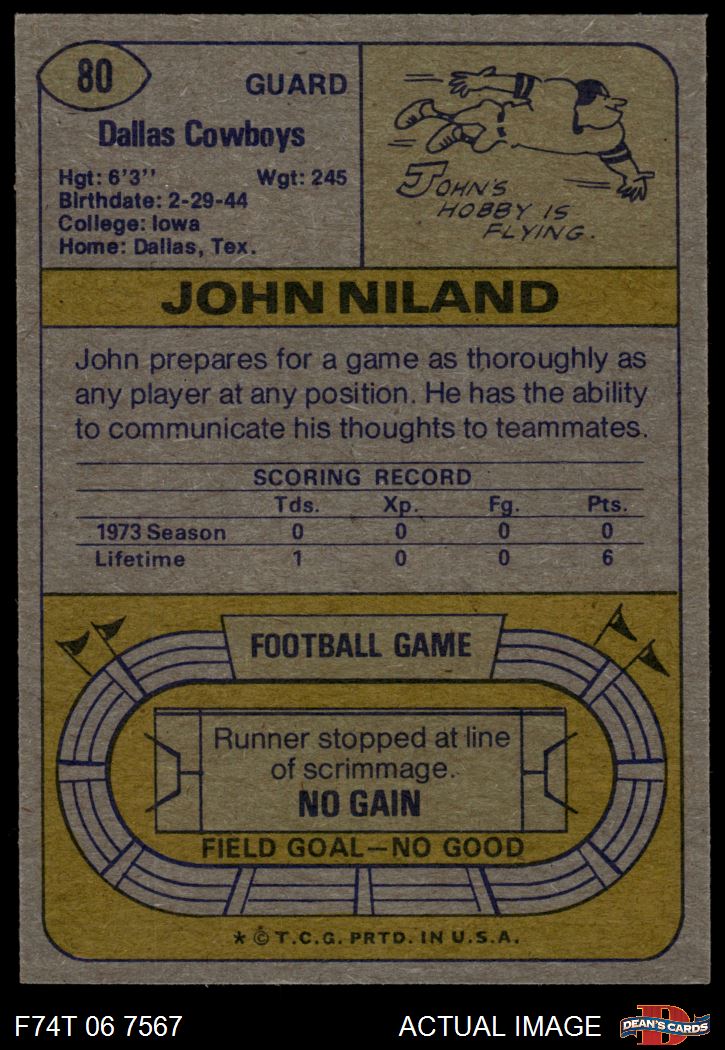 80
GUARD
Dallas Cowboys
Hgt: 6'3'' Wgt: 245
Birthdate: 2-29-44
College: Iowa
Home: Dallas, Tex.
JOHN'S
HOBBY IS
FLYING.
JOHN NILAND
John prepares for a game as thoroughly as
any player at any position. He has the ability
to communicate his thoughts to teammates.
SCORING RECORD
Tds. Xp. Fg. Pts.
1973 Season 0 0 0 0
Lifetime 1 0 0 6
FOOTBALL GAME
Runner stopped at line
of scrimmage.
NO GAIN
FIELD GOAL—NO GOOD
* © T.C.G. PRTD. IN U.S.A.
F74T 06 7567 ACTUAL IMAGE
D
DEAN'S CARDS